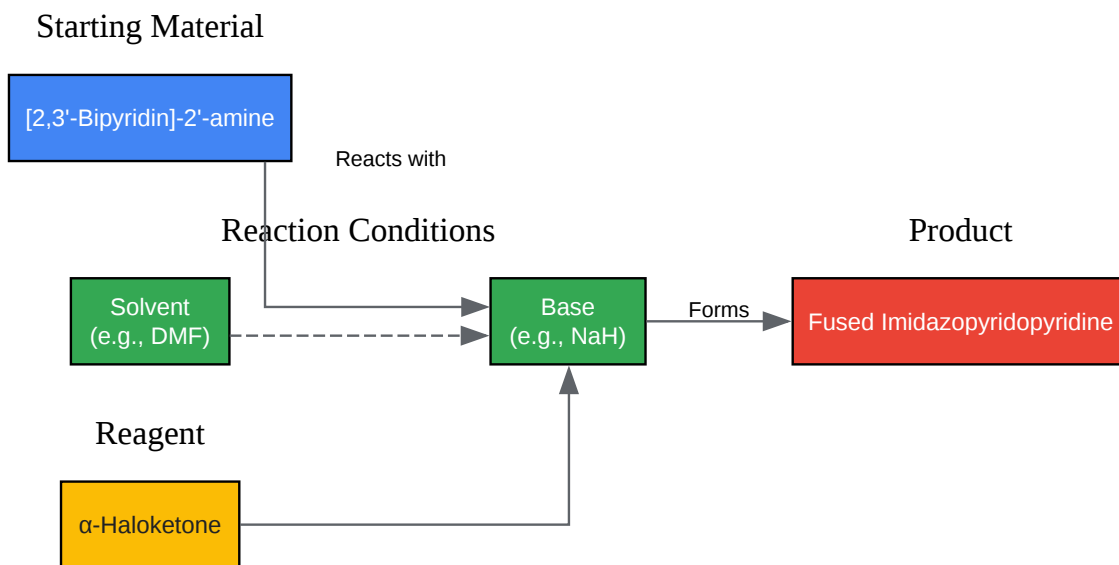 Starting Material
[2,3'-Bipyridin]-2'-amine
Reacts with
Reaction Conditions
Product
Solvent
(e.g., DMF)
Base
(e.g., NaH)
Forms
Fused Imidazopyridopyridine
Reagent
α-Haloketone